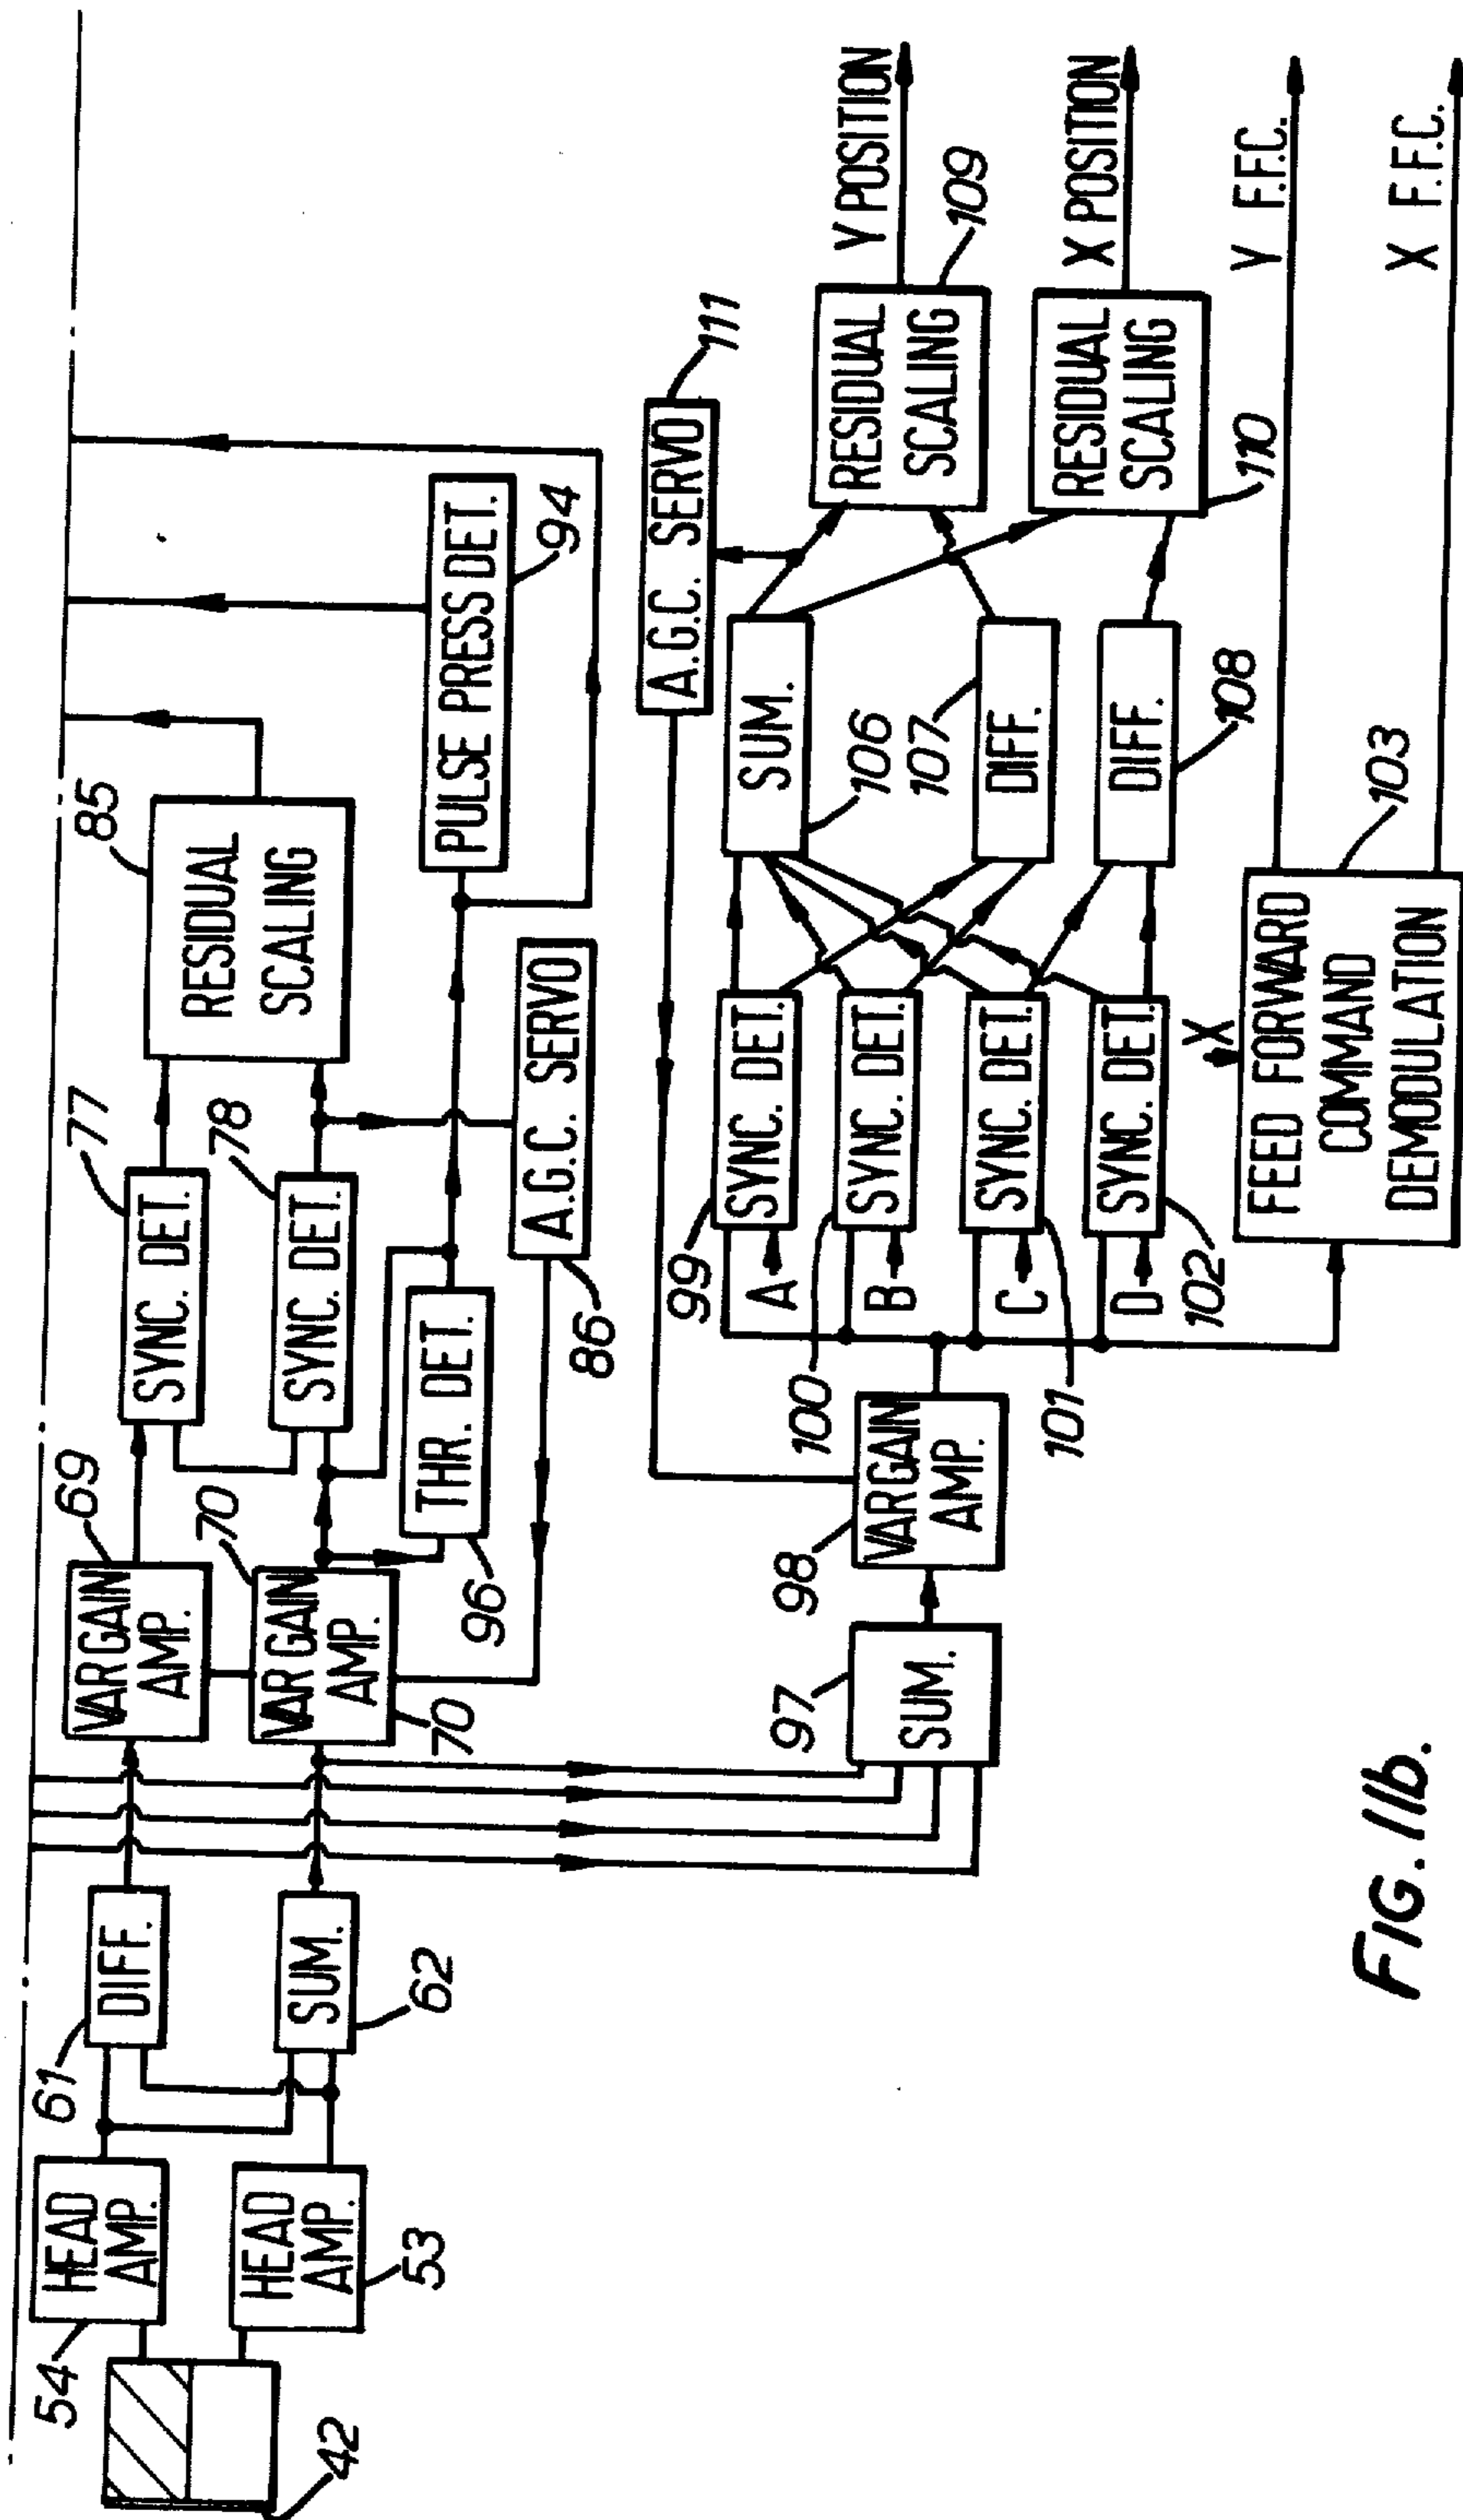 54
HEAD
AMP.
61
DIFF.
VAR GAIN
AMP.
69
SYNC. DET.
77
RESIDUAL
SCALING
85
42
HEAD
AMP.
53
SUM.
62
VAR GAIN
AMP.
70
70
SYNC. DET.
78
THR. DET.
96
A.G.C. SERVO
86
PULSE PRESS DET.
94
A.G.C. SERVO
111
SUM.
97
VAR GAIN
AMP.
98
A
SYNC. DET.
99
B
SYNC. DET.
100
C
SYNC. DET.
101
D
SYNC. DET.
102
SUM.
106
DIFF.
107
DIFF.
108
RESIDUAL
SCALING
109
Y POSITION
RESIDUAL
SCALING
110
X POSITION
X
FEED FORWARD
COMMAND
DEMODULATION
103
Y F.F.C.
X F.F.C.
FIG. 11b.